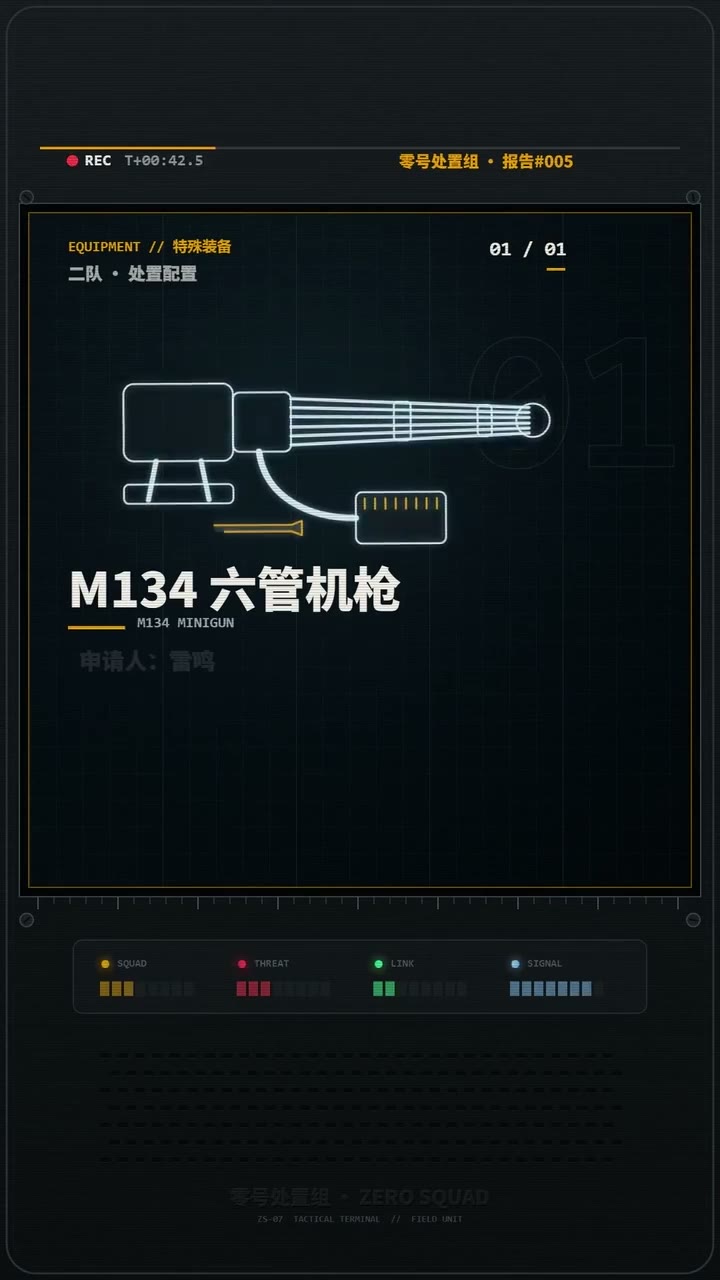 REC T+00:42.5
零号处置组 • 报告#005
EQUIPMENT // 特殊装备
01 / 01
二队 • 处置配置
01
M134 六管机枪
M134 MINIGUN
申请人: 雷鸣
SQUAD
THREAT
LINK
SIGNAL
零号处置组 • ZERO SQUAD
ZS-07 TACTICAL TERMINAL // FIELD UNIT